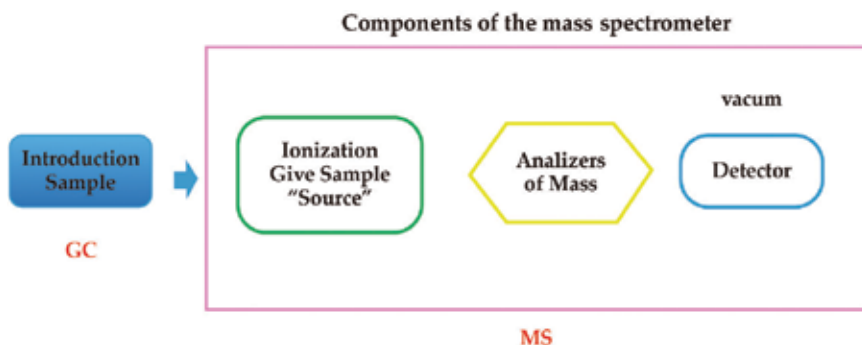 Components of the mass spectrometer
Introduction
Sample
GC
Ionization
Give Sample
“Source”
Analizers
of Mass
vacum
Detector
MS